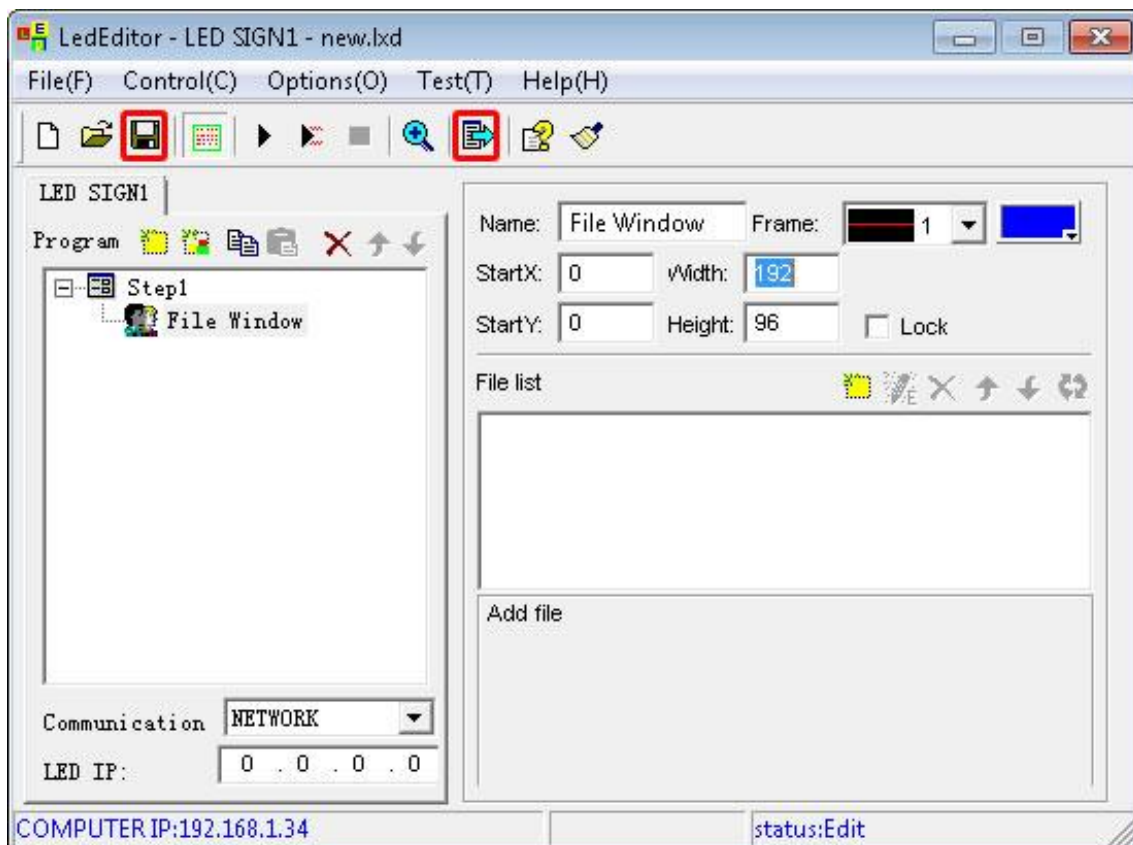 LedEditor - LED SIGN1 - new.lxd
File(F) Control(C) Options(O) Test(T) Help(H)
LED SIGN1
Program
Step1
File Window
Communication NETWORK
LED IP: 0 . 0 . 0 . 0
Name: File Window Frame: 1
StartX: 0 Width: 192
StartY: 0 Height: 96 Lock
File list
Add file
COMPUTER IP:192.168.1.34 status:Edit